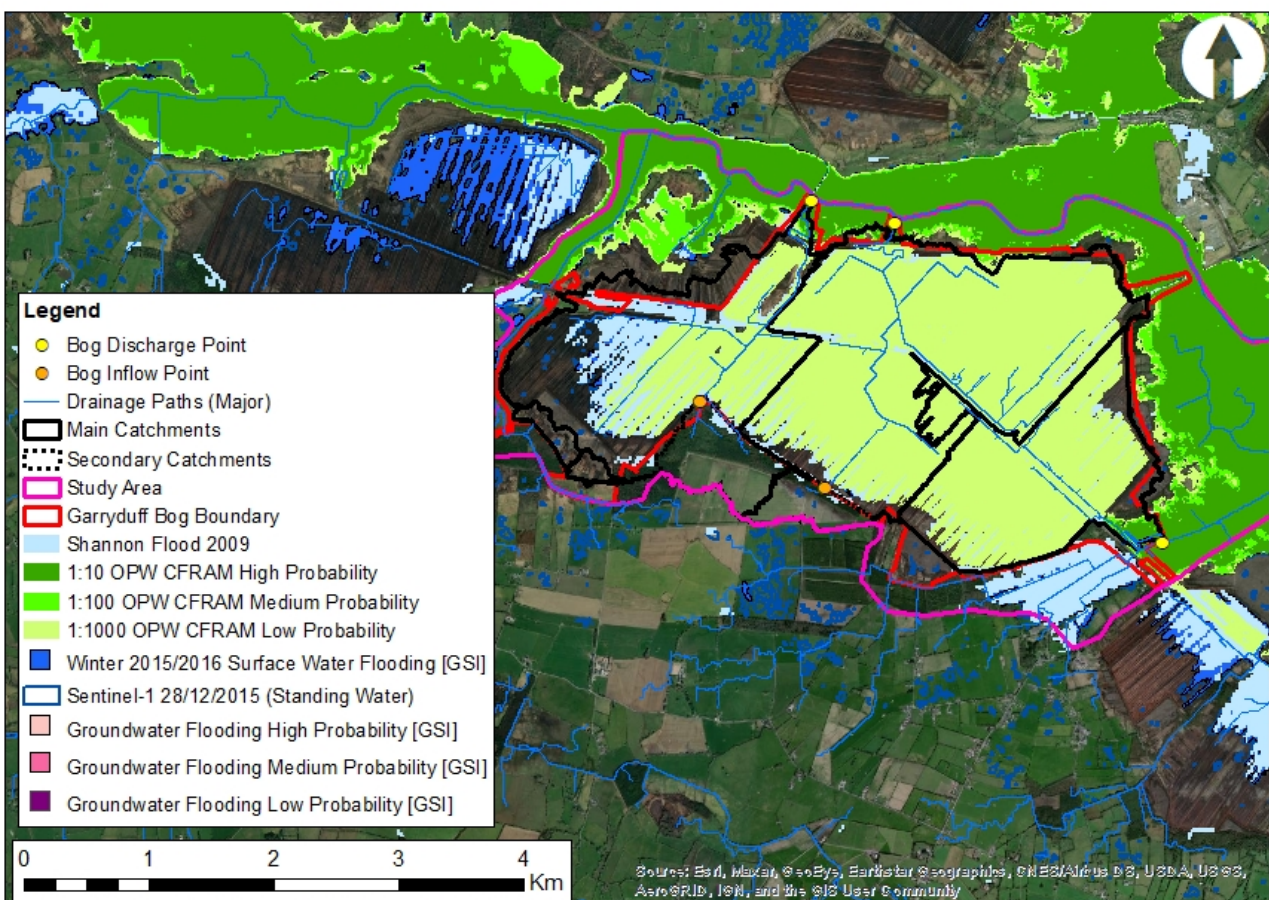 Legend
Bog Discharge Point
Bog Inflow Point
Drainage Paths (Major)
Main Catchments
Secondary Catchments
Study Area
Garryduff Bog Boundary
Shannon Flood 2009
1:10 OPW CFRAM High Probability
1:100 OPW CFRAM Medium Probability
1:1000 OPW CFRAM Low Probability
Winter 2015/2016 Surface Water Flooding [GSI]
Sentinel-1 28/12/2015 (Standing Water)
Groundwater Flooding High Probability [GSI]
Groundwater Flooding Medium Probability [GSI]
Groundwater Flooding Low Probability [GSI]
0 1 2 3 4
Km
Source: Esri, Maxar, GeoEye, Earthstar Geographics, CNES/Airbus DS, USDA, USGS,
AeroGRID, IGN, and the GIS User Community